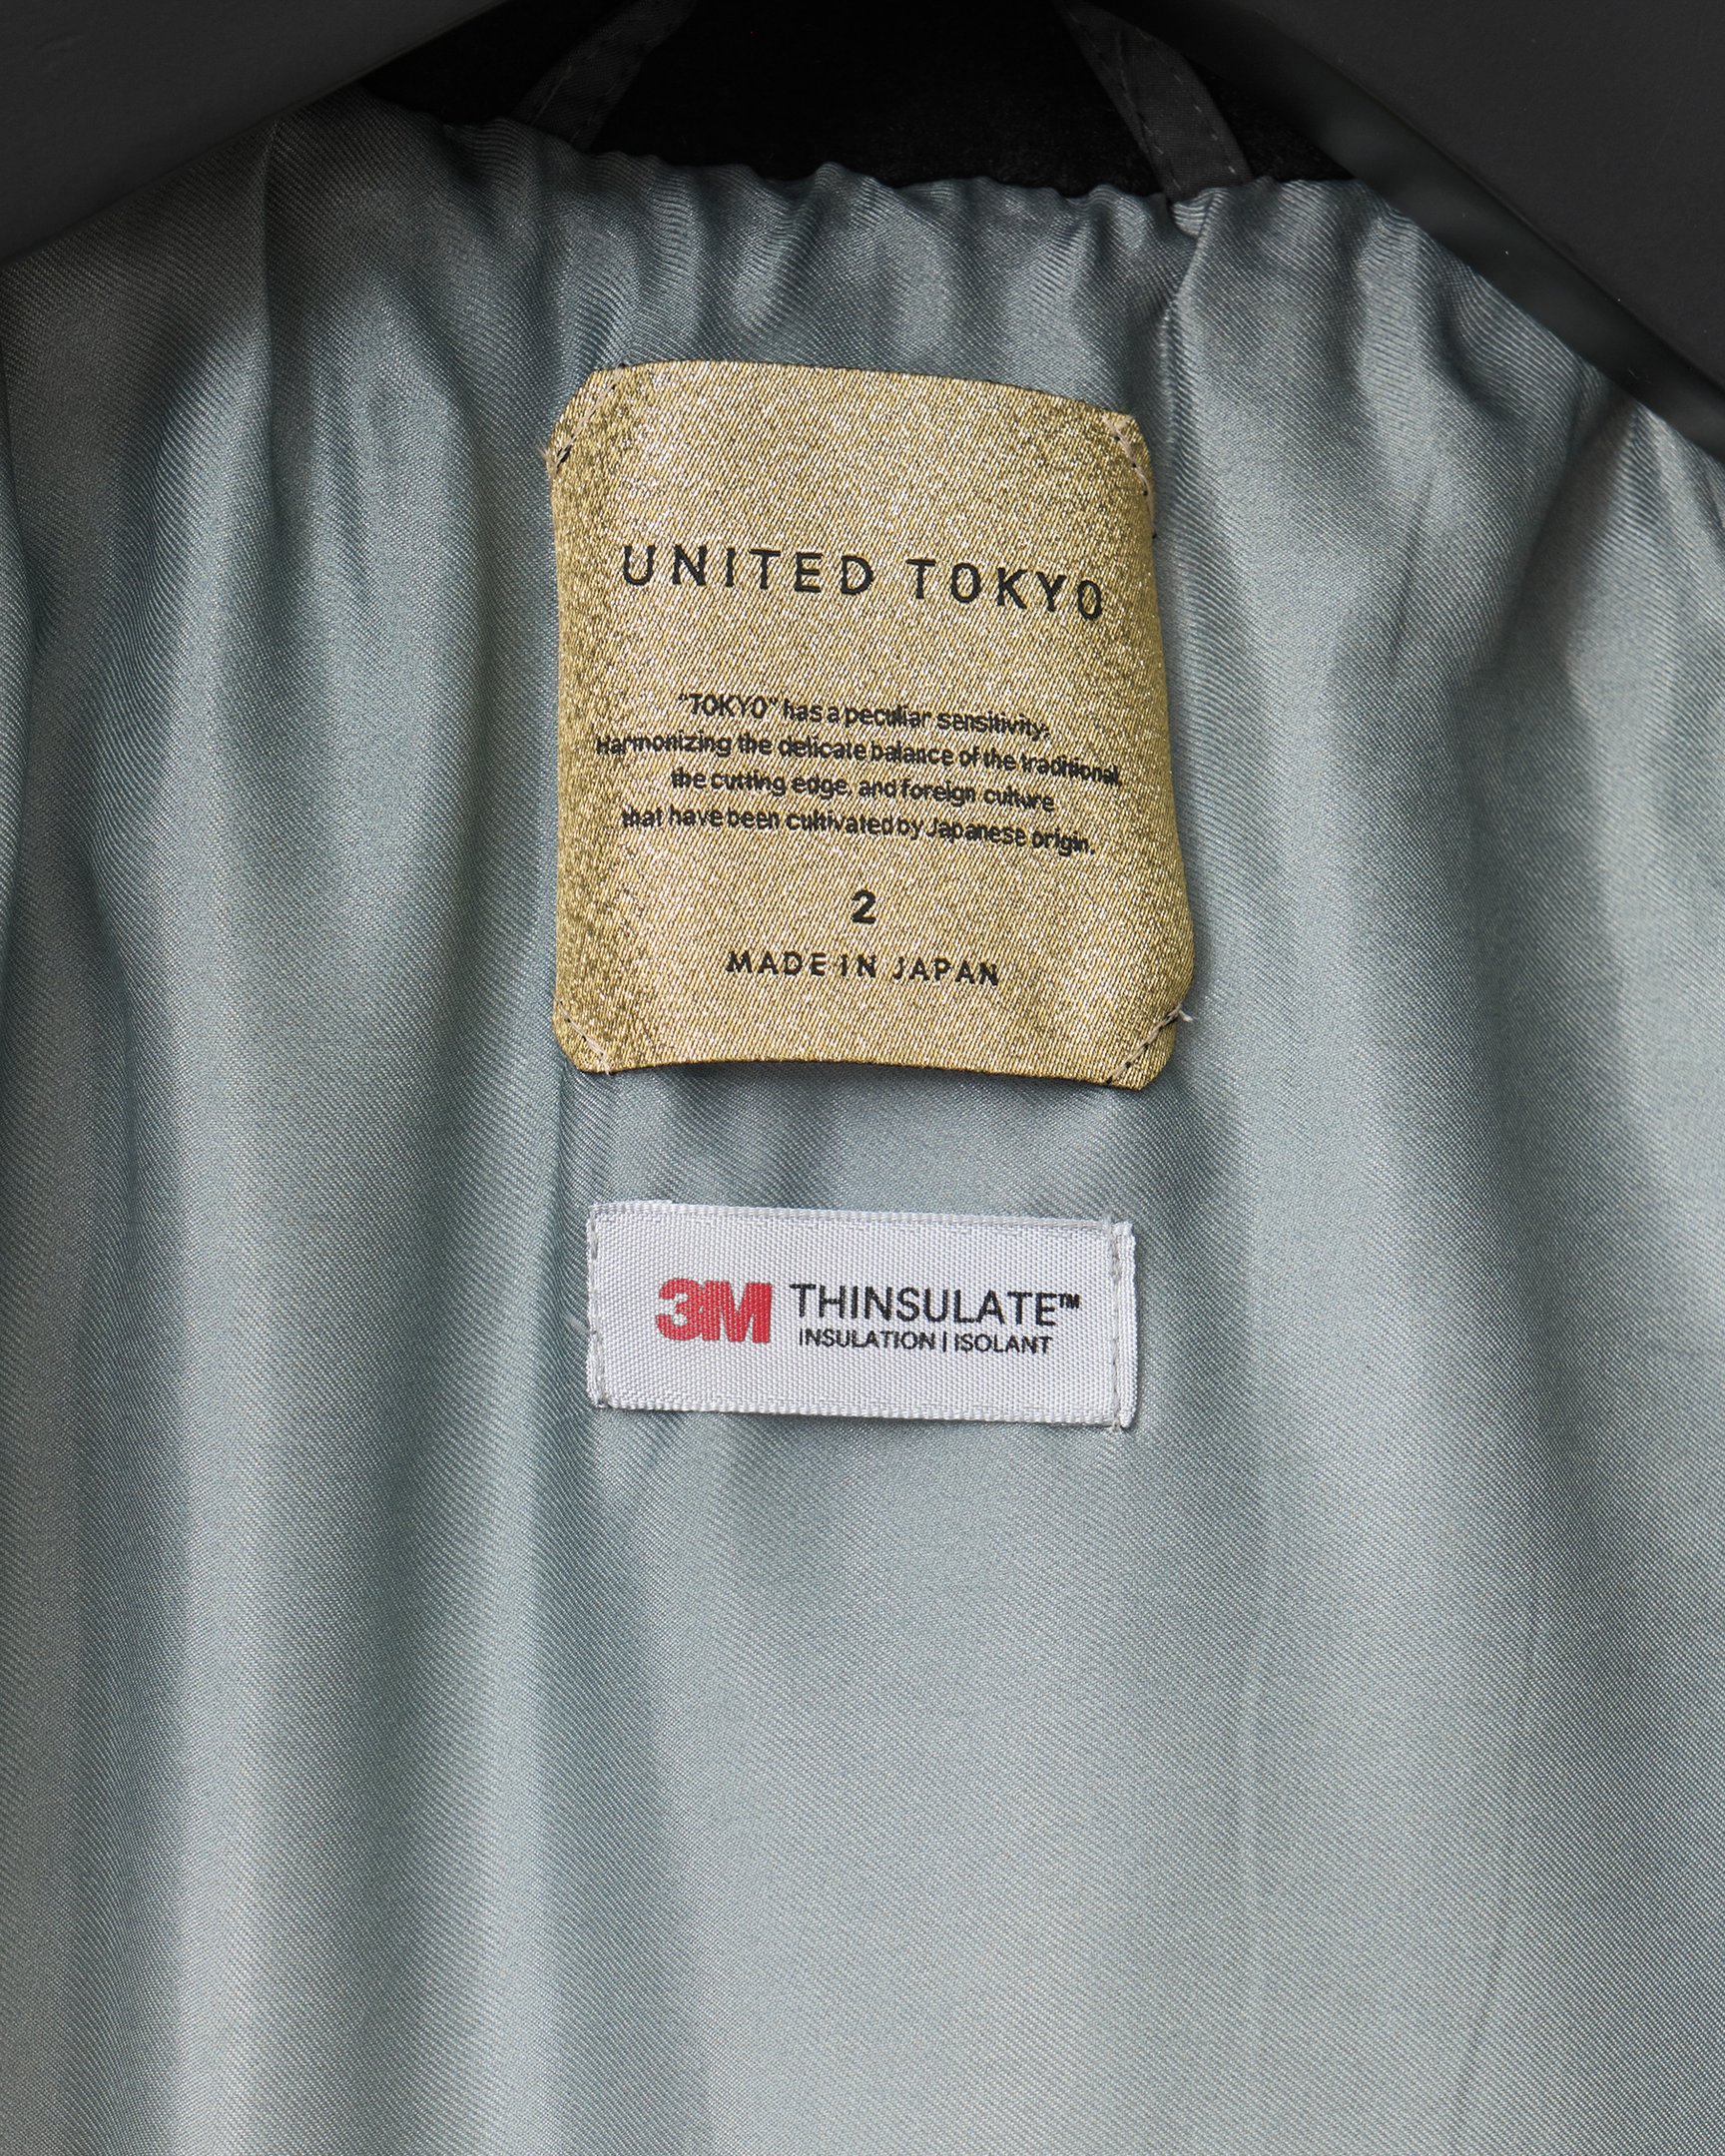 UNITED TOKYO
"TOKYO" has a peculiar sensitivity;
Harmonizing the delicate balance of the traditional,
the cutting edge, and foreign culture
that have been cultivated by Japanese origin.
2
MADE IN JAPAN
3M THINSULATE™
INSULATION | ISOLANT